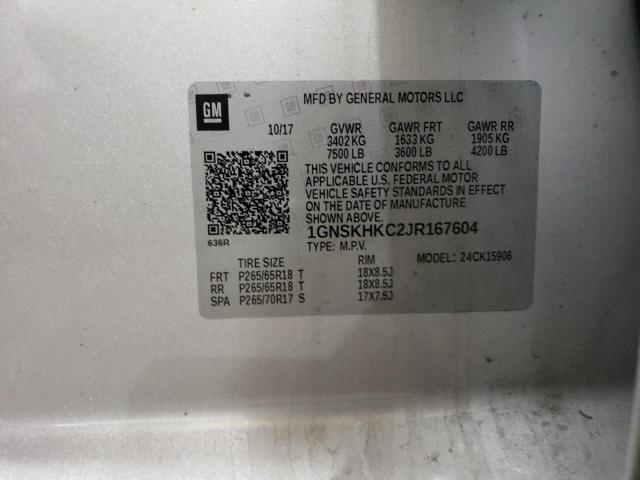 GM
MFD BY GENERAL MOTORS LLC
10/17 GVWR GAWR FRT GAWR RR
3402 KG 1633 KG 1905 KG
7500 LB 3600 LB 4200 LB
THIS VEHICLE CONFORMS TO ALL
APPLICABLE U.S. FEDERAL MOTOR
VEHICLE SAFETY STANDARDS IN EFFECT
ON THE DATE OF MANUFACTURE
SHOWN ABOVE.
1GNSKHKC2JR167604
636R
TYPE: M.P.V. MODEL: 24CK15906
TIRE SIZE RIM
FRT P265/65R18 T 18X8.5J
RR P265/65R18 T 18X8.5J
SPA P265/70R17 S 17X7.5J